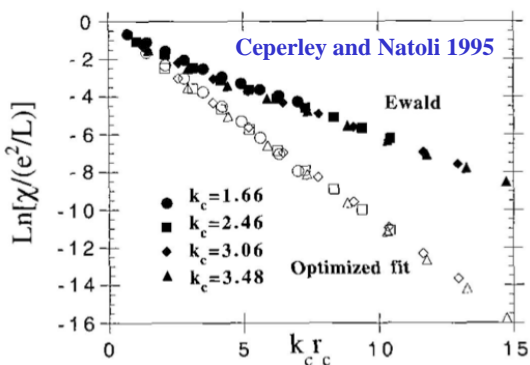 Ln[χ/(e²/L)]
0
-2
-4
-6
-8
-10
-12
-14
-16
Ceperley and Natoli 1995
Ewald
k_c=1.66
k_c=2.46
k_c=3.06
k_c=3.48
Optimized fit
0 5 10 15
k_c r_c